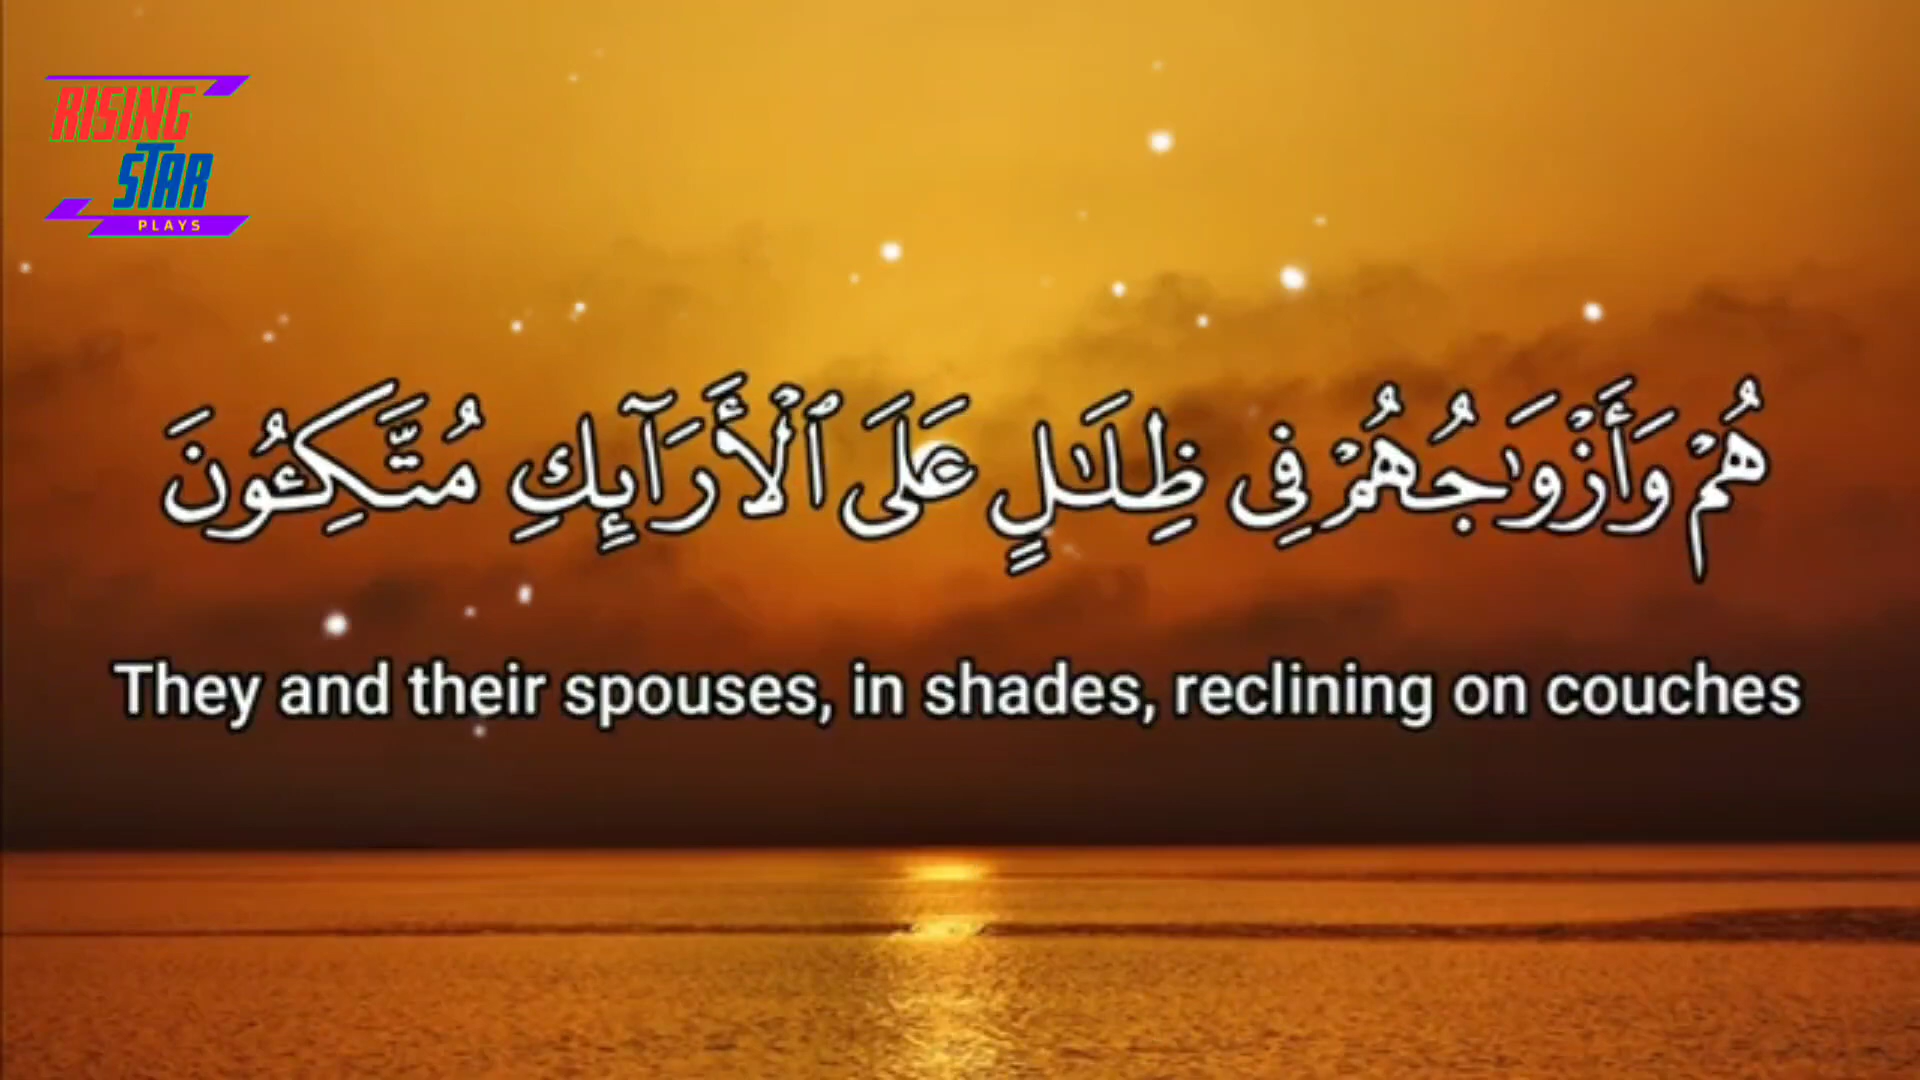 RISING
STAR
PLAYS
هُمْ وَأَزْوَٰجُهُمْ فِى ظِلَـٰلٍ عَلَى ٱلْأَرَآئِكِ مُتَّكِـُٔونَ
They and their spouses, in shades, reclining on couches